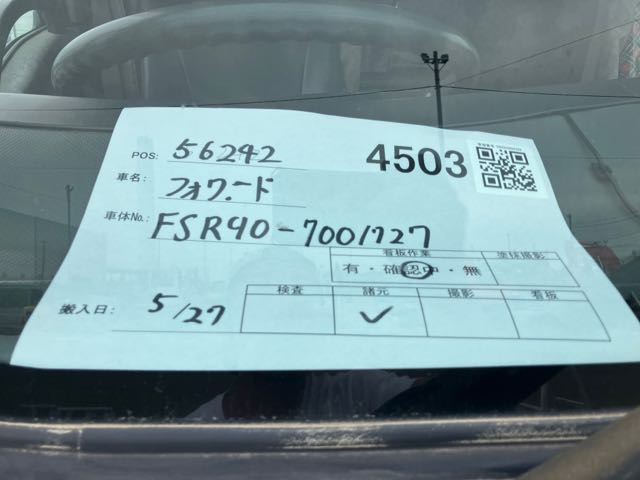 POS: 56242
4503
車名: フォワード
車体No.: FSR90-7001727
看板作業 塗抹撮影
有・確認中・無
搬入日: 5/27
検査 諸元 撮影 看板
✓